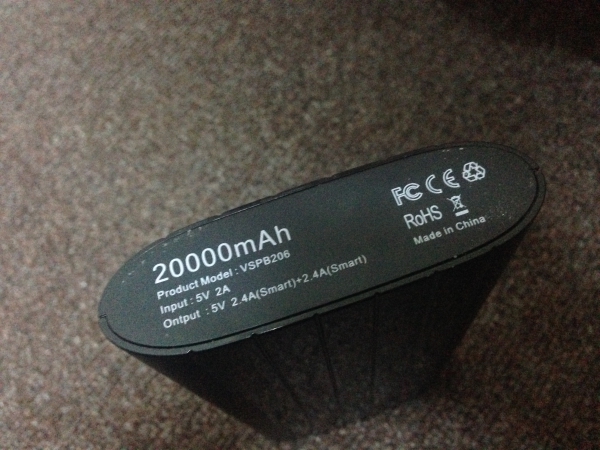 20000mAh
Product Model : VSPB206
Input : 5V 2A
Ontput : 5V 2.4A(Smart)+2.4A(Smart)
FC CE
RoHS
Made in China